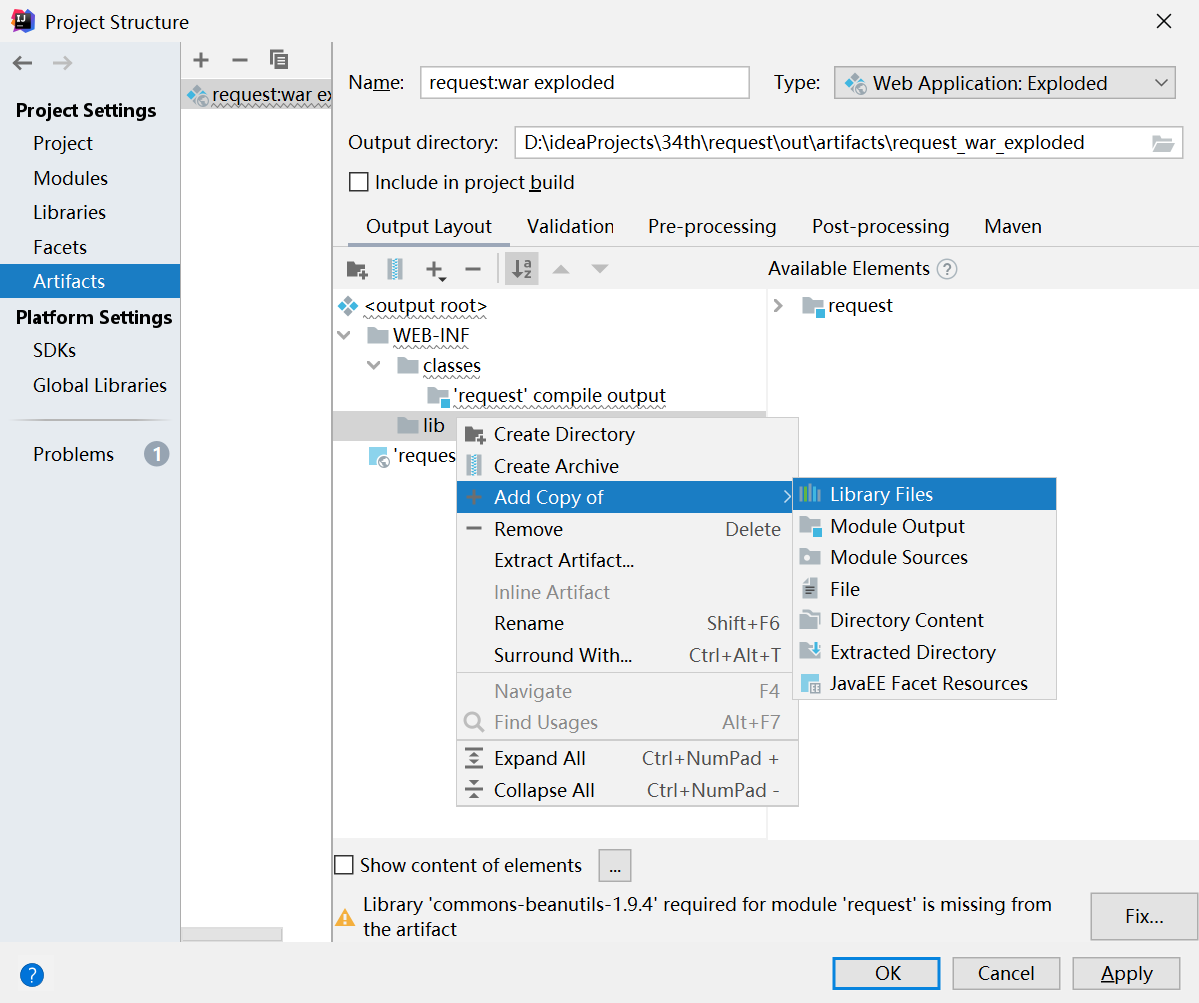 Project Structure
Project Settings
Project
Modules
Libraries
Facets
Artifacts
Platform Settings
SDKs
Global Libraries
Problems 1
request:war ex
Name: request:war exploded Type: Web Application: Exploded
Output directory: D:\ideaProjects\34th\request\out\artifacts\request_war_exploded
Include in project build
Output Layout Validation Pre-processing Post-processing Maven
Available Elements ?
<output root>
WEB-INF
classes
'request' compile output
lib
'reques
request
Create Directory
Create Archive
Add Copy of
Remove Delete
Extract Artifact...
Inline Artifact
Rename Shift+F6
Surround With... Ctrl+Alt+T
Navigate F4
Find Usages Alt+F7
Expand All Ctrl+NumPad +
Collapse All Ctrl+NumPad -
Library Files
Module Output
Module Sources
File
Directory Content
Extracted Directory
JavaEE Facet Resources
Show content of elements ...
Library 'commons-beanutils-1.9.4' required for module 'request' is missing from
the artifact
Fix...
? OK Cancel Apply